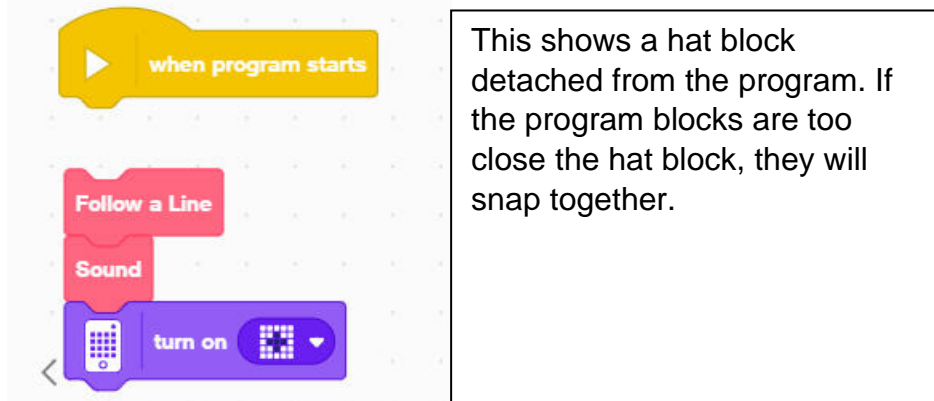 when program starts
Follow a Line
Sound
turn on
This shows a hat block
detached from the program. If
the program blocks are too
close the hat block, they will
snap together.